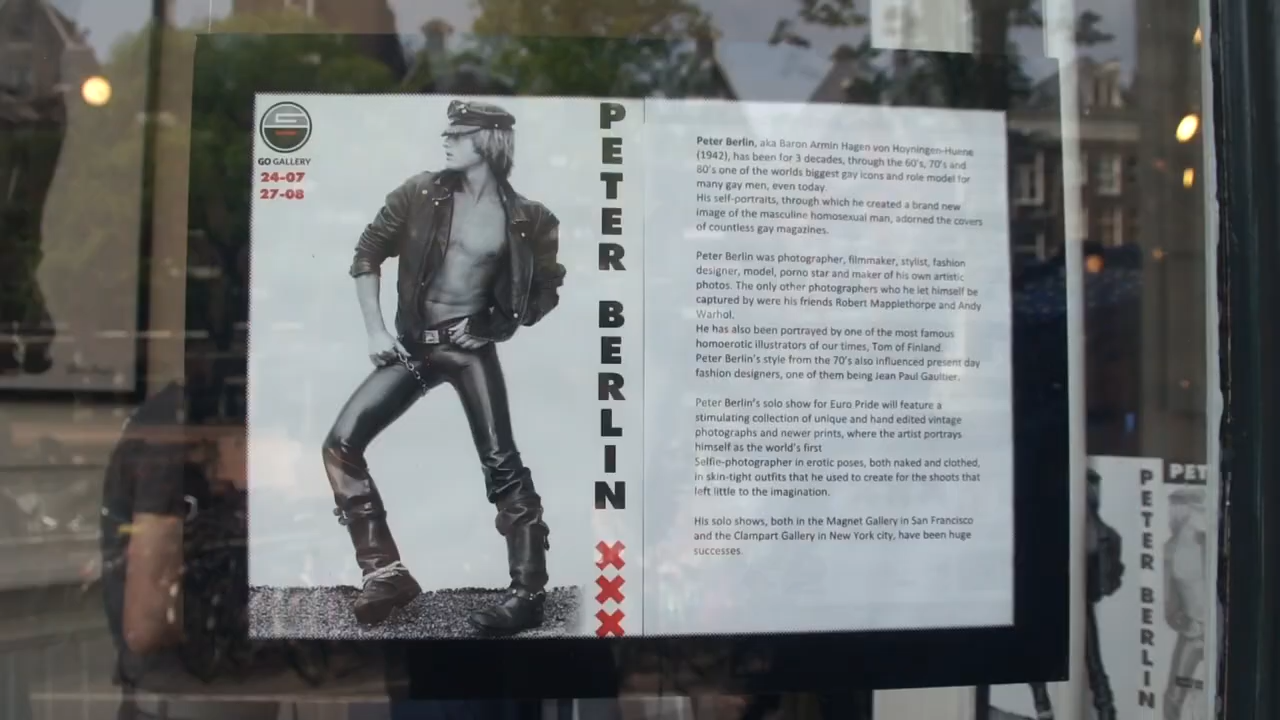 GO GALLERY
24-07
27-08
PETER BERLIN
XXX
Peter Berlin, aka Baron Armin Hagen von Hoyningen-Huene
(1942), has been for 3 decades, through the 60's, 70's and
80's one of the worlds biggest gay icons and role model for
many gay men, even today.
His self-portraits, through which he created a brand new
image of the masculine homosexual man, adorned the covers
of countless gay magazines.
Peter Berlin was photographer, filmmaker, stylist, fashion
designer, model, porno star and maker of his own artistic
photos. The only other photographers who he let himself be
captured by were his friends Robert Mapplethorpe and Andy
Warhol.
He has also been portrayed by one of the most famous
homoerotic illustrators of our times, Tom of Finland.
Peter Berlin's style from the 70's also influenced present day
fashion designers, one of them being Jean Paul Gaultier.
Peter Berlin's solo show for Euro Pride will feature a
stimulating collection of unique and hand edited vintage
photographs and newer prints, where the artist portrays
himself as the world's first
Selfie-photographer in erotic poses, both naked and clothed,
in skin-tight outfits that he used to create for the shoots that
left little to the imagination.
His solo shows, both in the Magnet Gallery in San Francisco
and the Clampart Gallery in New York city, have been huge
successes.
PETER BERLIN
PET